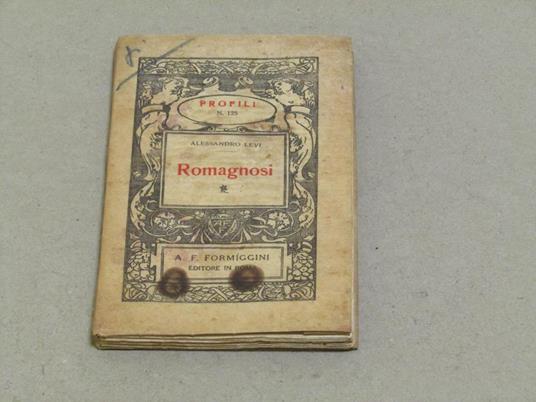 PROFILI
N. 125
ALESSANDRO LEVI
Romagnosi
A. F. FORMÍGGINI
EDITORE IN ROMA